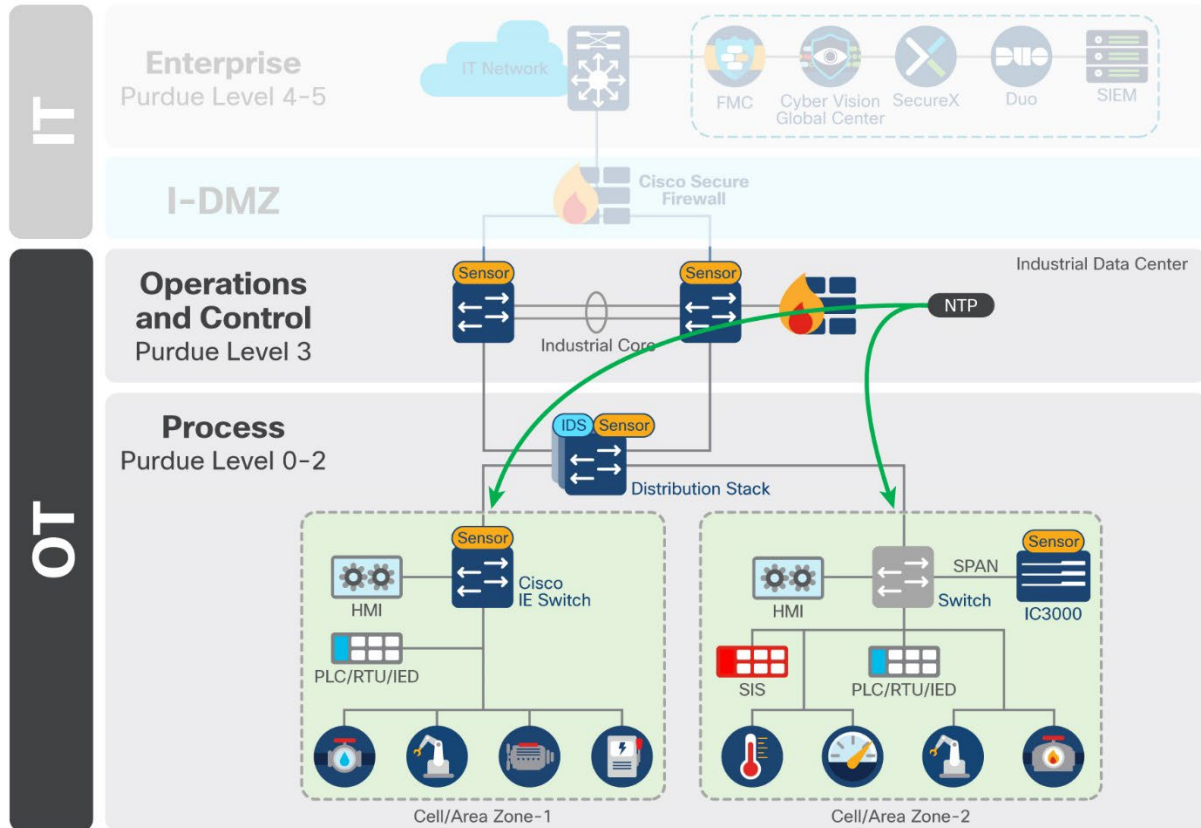 IT
Enterprise
Purdue Level 4-5
IT Network
FMC
Cyber Vision
Global Center
SecureX
DUO
Duo
SIEM
I-DMZ
Cisco Secure
Firewall
OT
Operations
and Control
Purdue Level 3
Sensor
Sensor
Industrial Core
Industrial Data Center
NTP
Process
Purdue Level 0-2
IDS
Sensor
Distribution Stack
Sensor
HMI
Cisco
IE Switch
PLC/RTU/IED
Cell/Area Zone-1
HMI
SPAN
Switch
Sensor
IC3000
SIS
PLC/RTU/IED
Cell/Area Zone-2